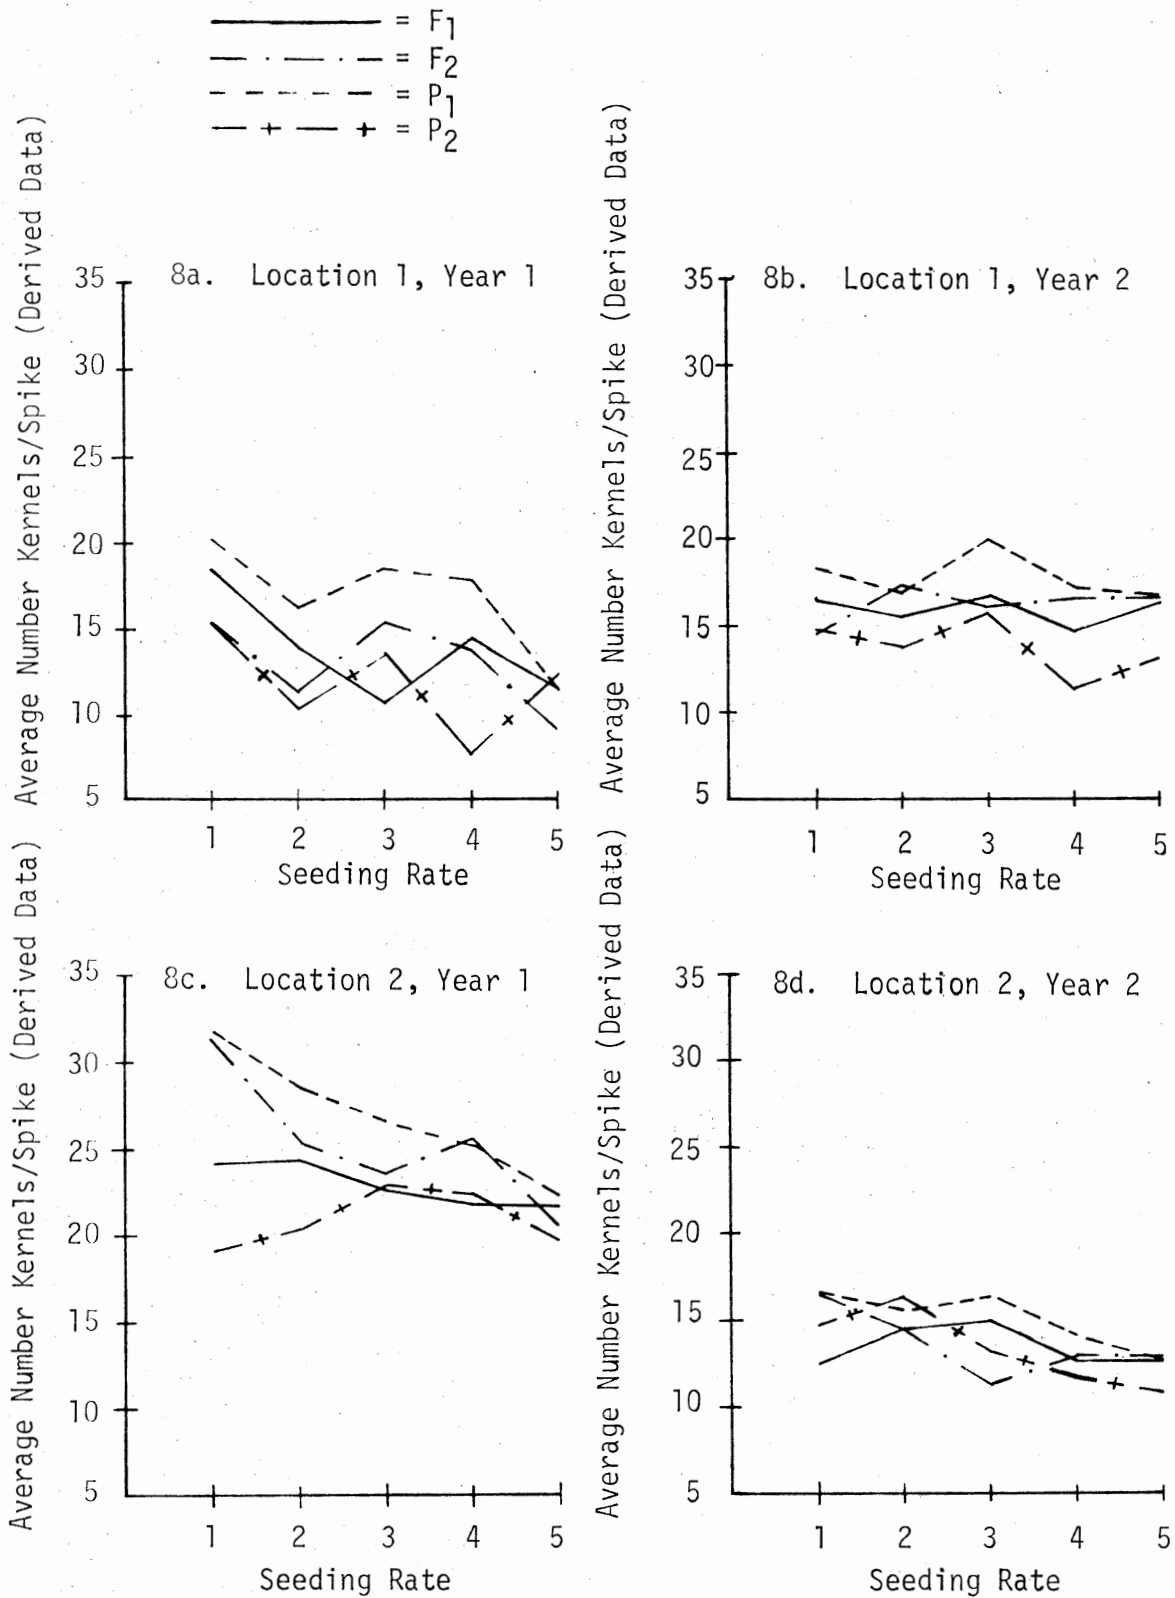 = F1
= F2
= P1
= P2
8a. Location 1, Year 1
Average Number Kernels/Spike (Derived Data)
35
30
25
20
15
10
5
1 2 3 4 5
Seeding Rate
8b. Location 1, Year 2
Average Number Kernels/Spike (Derived Data)
35
30
25
20
15
10
5
1 2 3 4 5
Seeding Rate
8c. Location 2, Year 1
Average Number Kernels/Spike (Derived Data)
35
30
25
20
15
10
5
1 2 3 4 5
Seeding Rate
8d. Location 2, Year 2
Average Number Kernels/Spike (Derived Data)
35
30
25
20
15
10
5
1 2 3 4 5
Seeding Rate